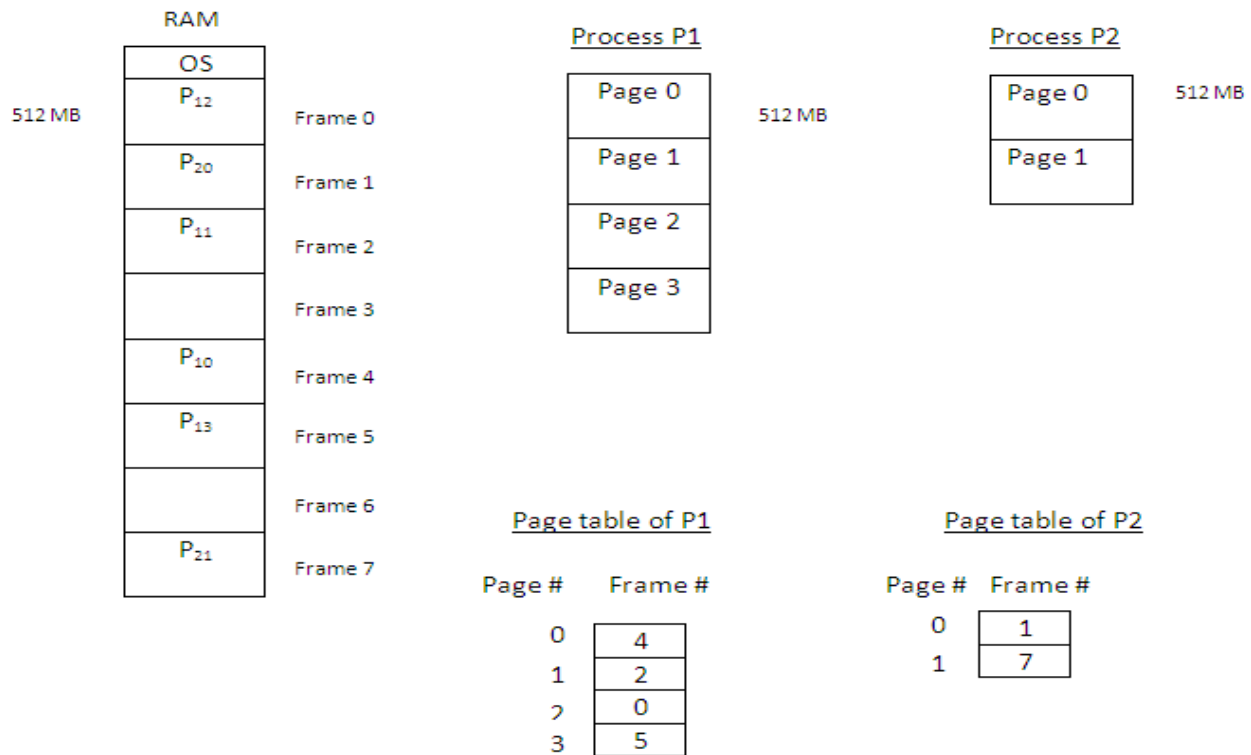 RAM
OS
P₁₂
P₂₀
P₁₁
P₁₀
P₁₃
P₂₁
512 MB
Frame 0
Frame 1
Frame 2
Frame 3
Frame 4
Frame 5
Frame 6
Frame 7
Process P1
Page 0
Page 1
Page 2
Page 3
512 MB
Process P2
Page 0
Page 1
512 MB
Page table of P1
Page # Frame #
0 4
1 2
2 0
3 5
Page table of P2
Page # Frame #
0 1
1 7